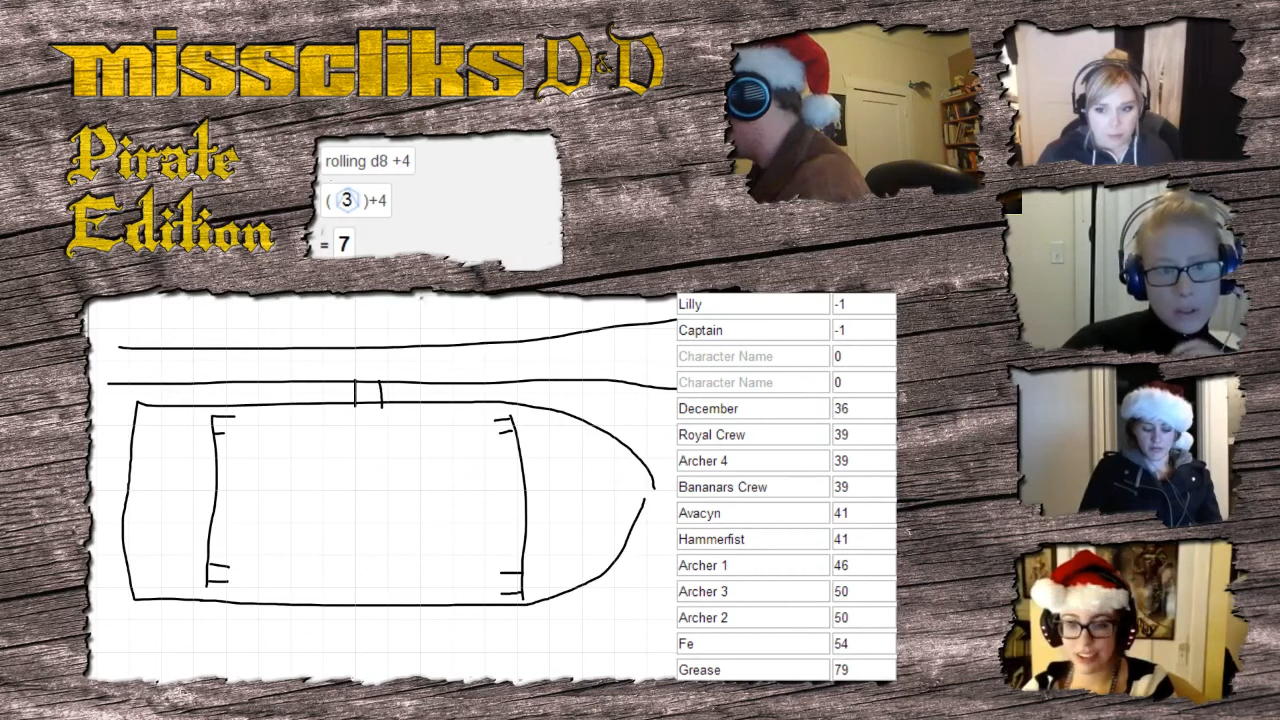 misscliks D&D
Pirate
Edition
rolling d8 +4
( 3 )+4
= 7
Lilly -1
Captain -1
Character Name 0
Character Name 0
December 36
Royal Crew 39
Archer 4 39
Bananars Crew 39
Avacyn 41
Hammerfist 41
Archer 1 46
Archer 3 50
Archer 2 50
Fe 54
Grease 79